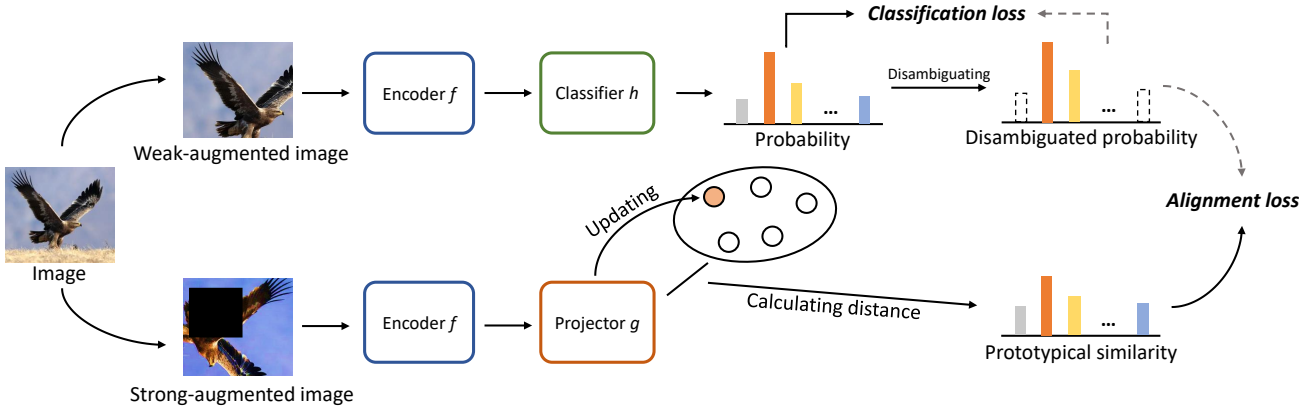 Classification loss
Weak-augmented image
Encoder f
Classifier h
Probability
...
Disambiguating
Disambiguated probability
...
Image
Updating
Alignment loss
Strong-augmented image
Encoder f
Projector g
Calculating distance
Prototypical similarity
...